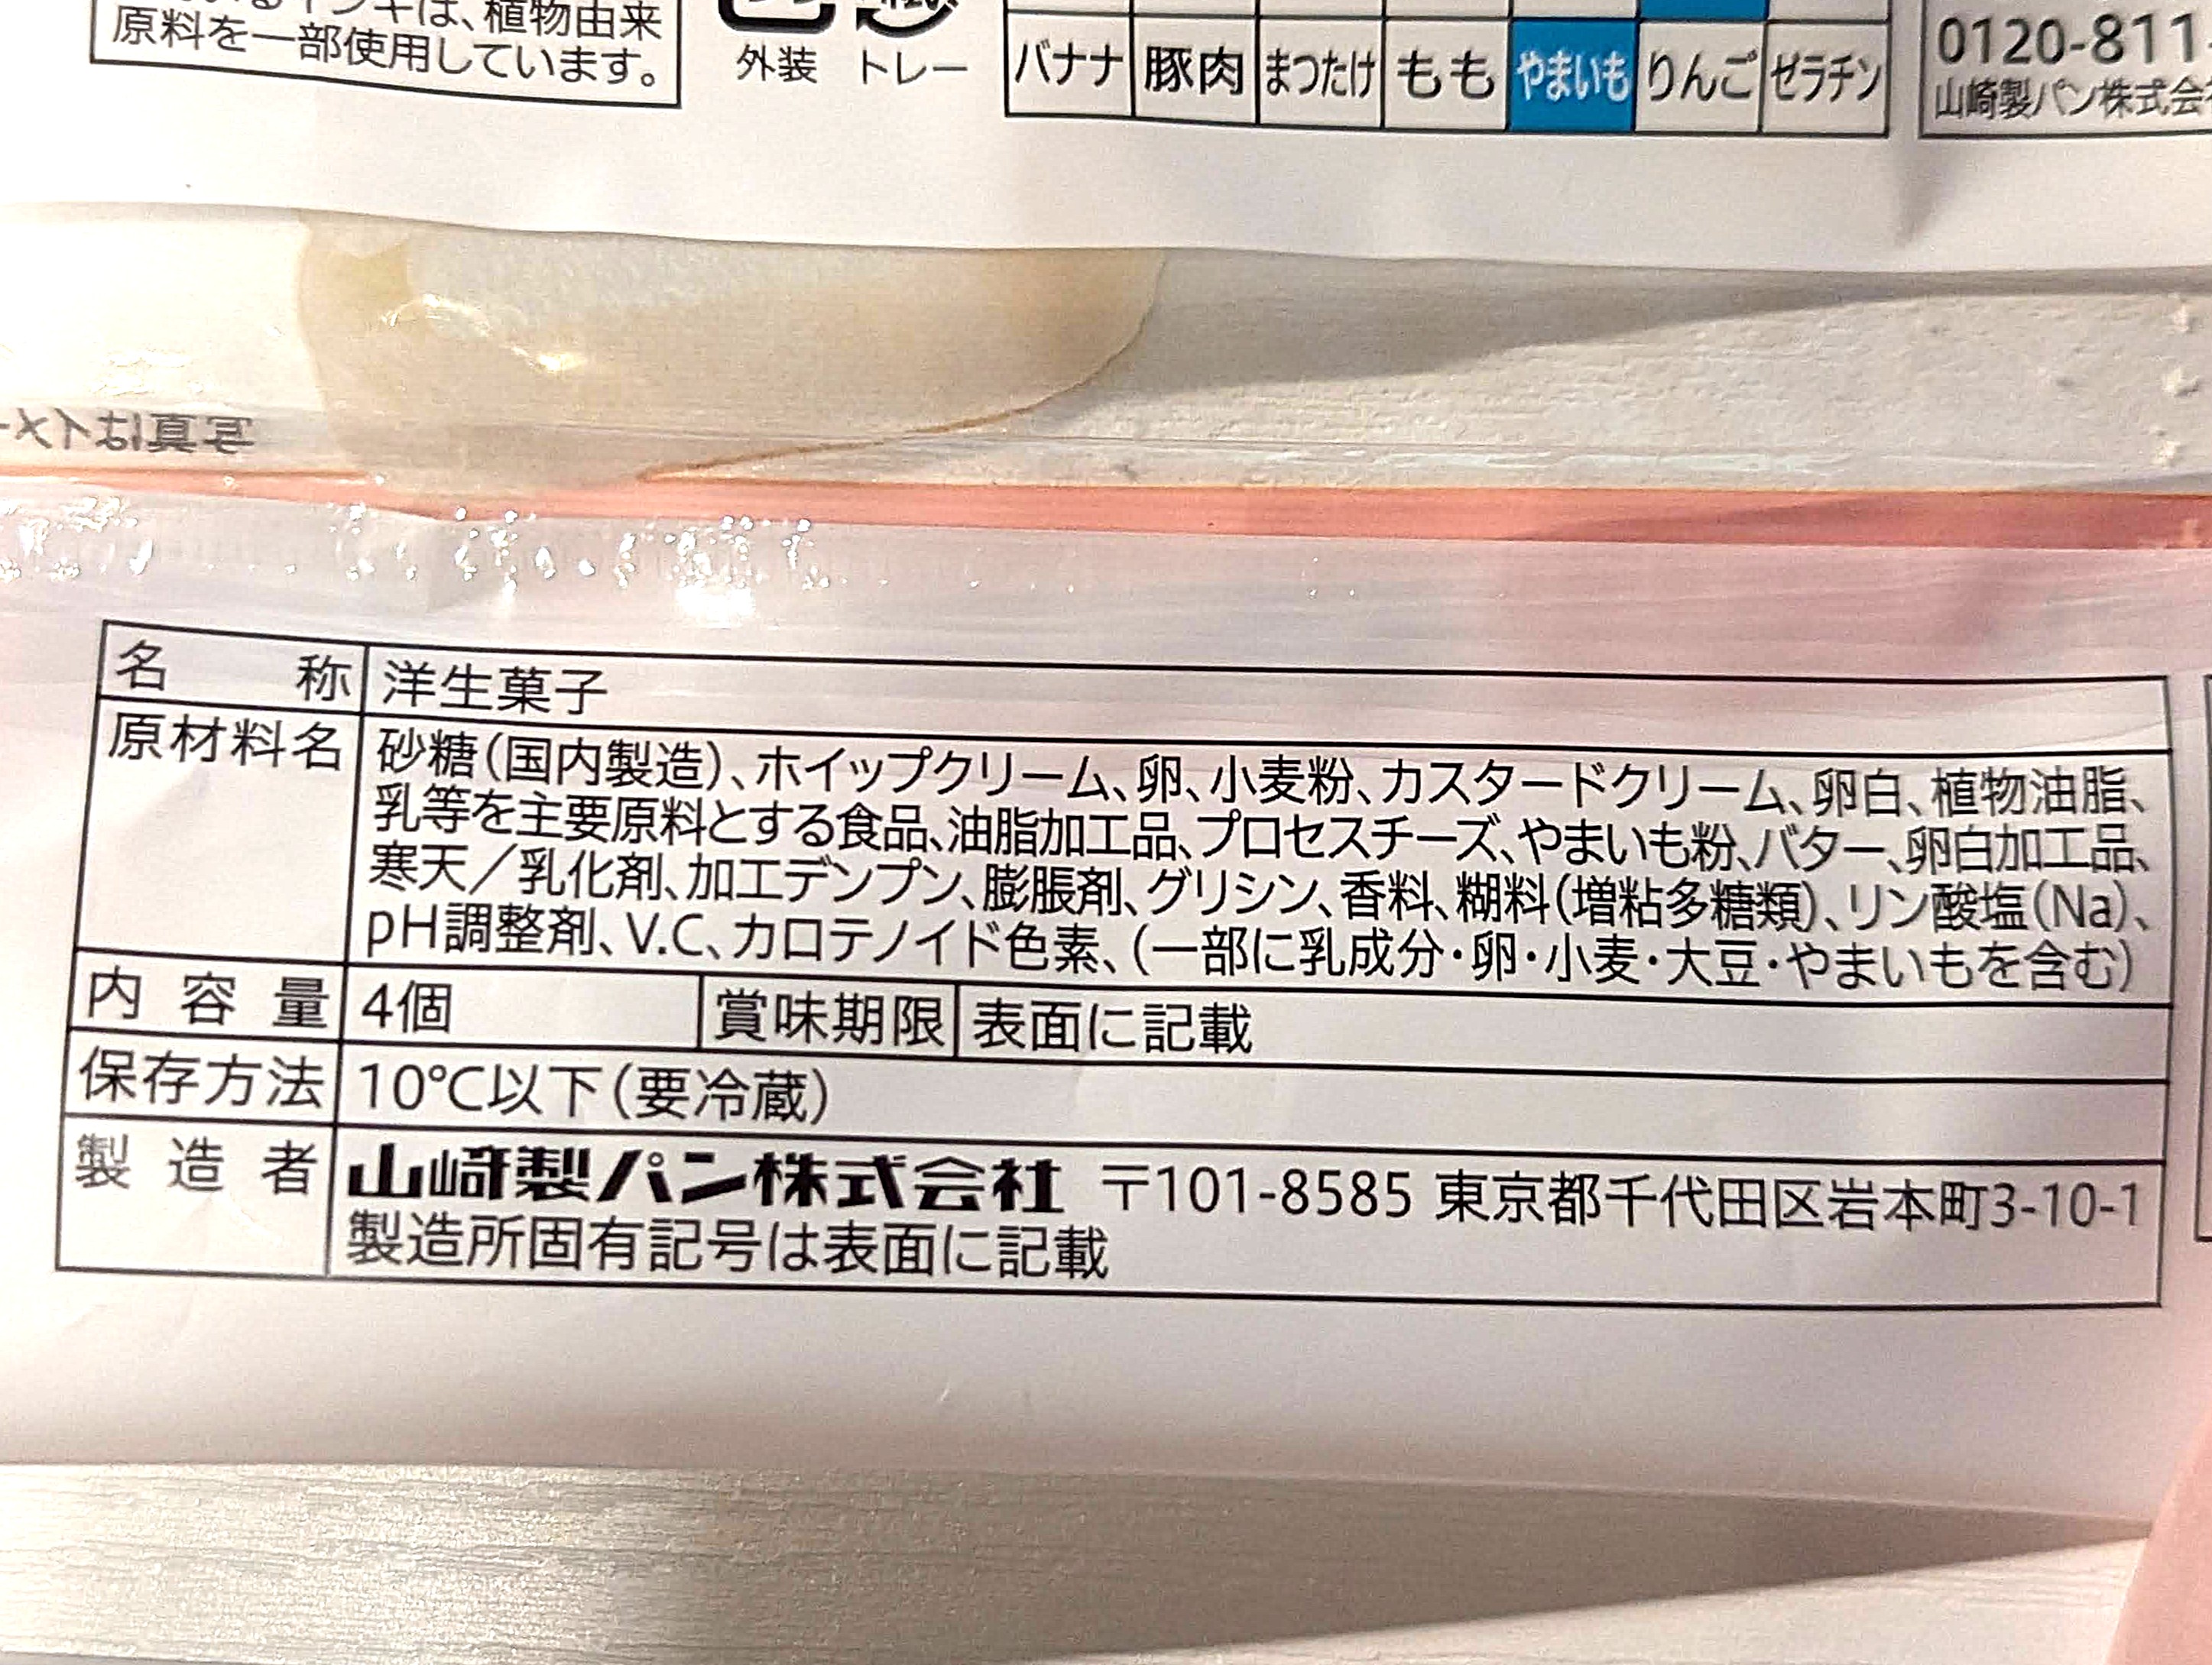 は、植物由来
原料を一部使用しています。
外装 トレー
バナナ 豚肉 まつたけ もも やまいも りんご ゼラチン
0120-811
山崎製パン株式会
写真はイメ
名称 洋生菓子
原材料名 砂糖(国内製造)、ホイップクリーム、卵、小麦粉、カスタードクリーム、卵白、植物油脂、
乳等を主要原料とする食品、油脂加工品、プロセスチーズ、やまいも粉、バター、卵白加工品、
寒天/乳化剤、加工デンプン、膨脹剤、グリシン、香料、糊料(増粘多糖類)、リン酸塩(Na)、
pH調整剤、V.C、カロテノイド色素、(一部に乳成分・卵・小麦・大豆・やまいもを含む)
内容量 4個 賞味期限 表面に記載
保存方法 10℃以下(要冷蔵)
製造者 山崎製パン株式会社 〒101-8585 東京都千代田区岩本町3-10-1
製造所固有記号は表面に記載